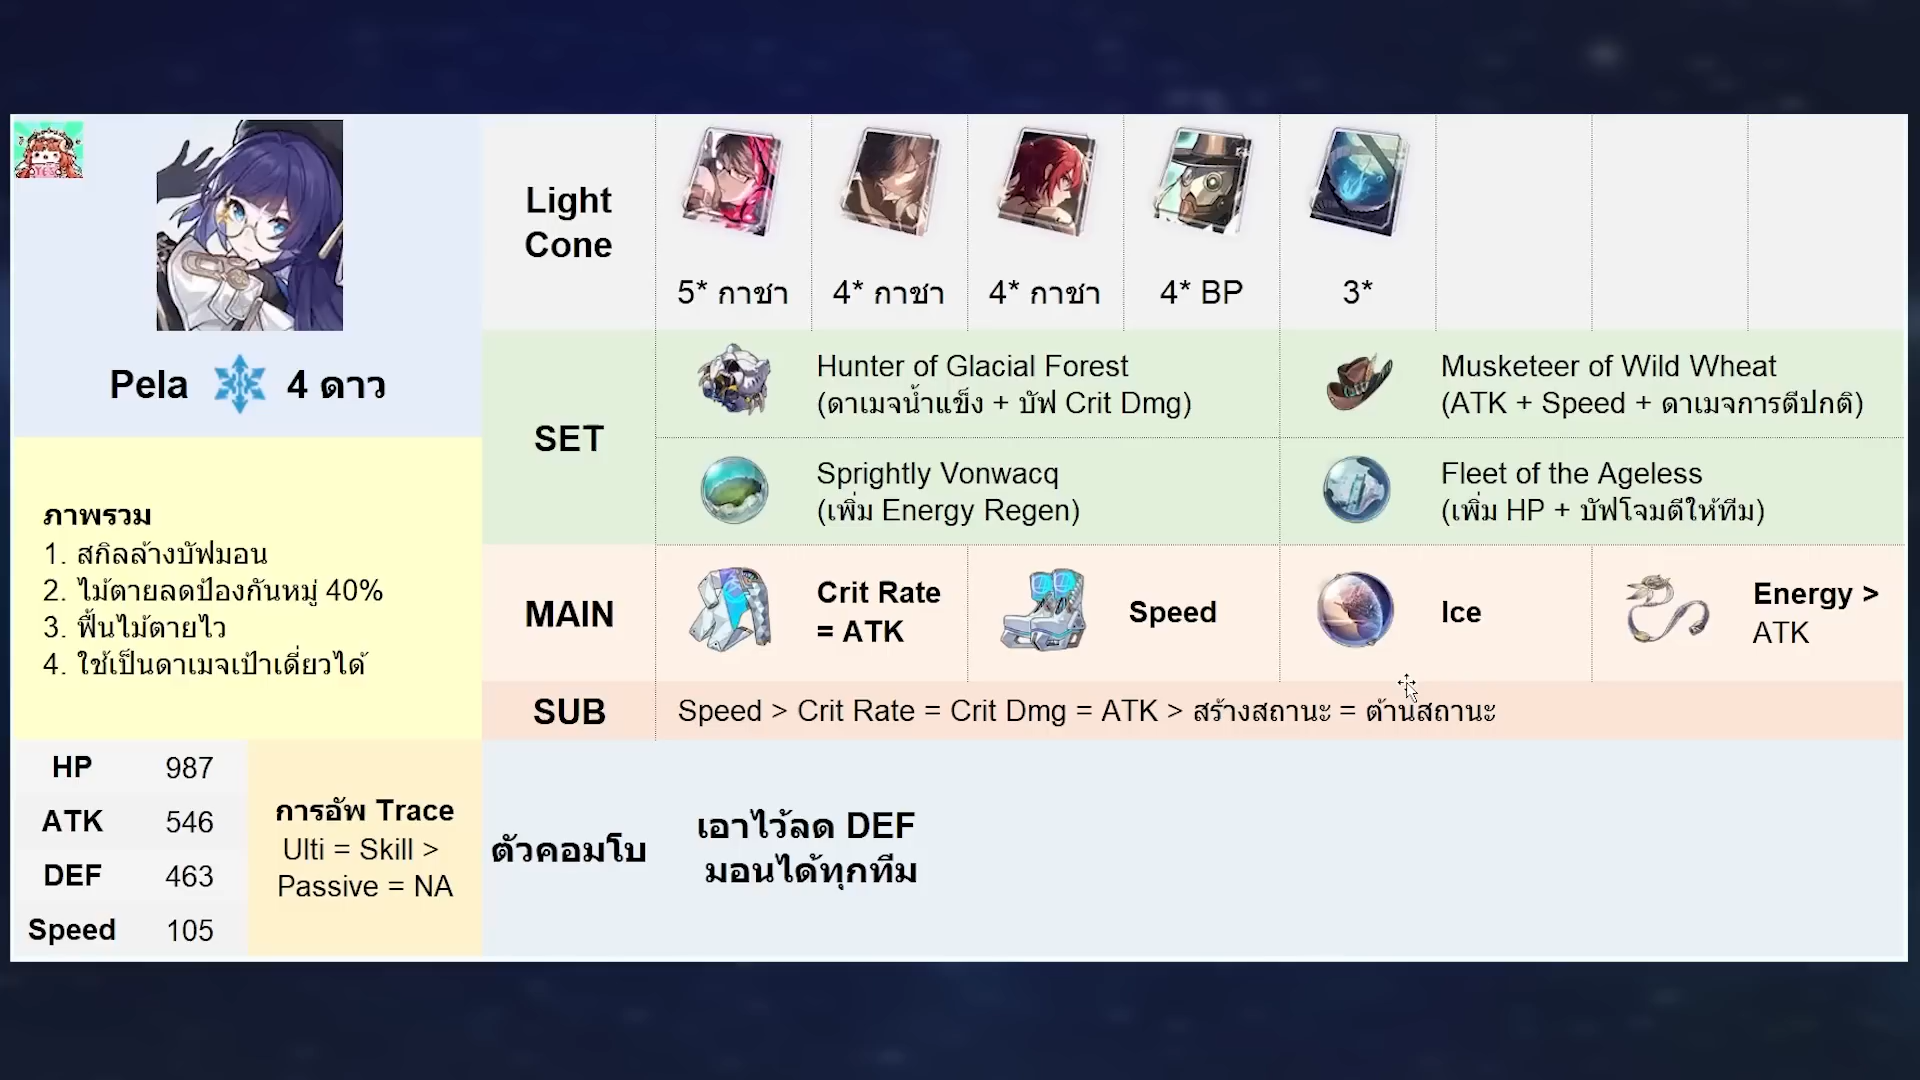 YES
Pela 4 ดาว
ภาพรวม
1. สกิลล้างบัฟมอน
2. ไม้ตายลดป้องกันหมู่ 40%
3. ฟื้นไม้ตายไว
4. ใช้เป็นดาเมจเป้าเดี่ยวได้
HP 987
ATK 546
DEF 463
Speed 105
การอัพ Trace
Ulti = Skill >
Passive = NA
Light
Cone
5* กาชา
4* กาชา
4* กาชา
4* BP
3*
SET
Hunter of Glacial Forest
(ดาเมจน้ำแข็ง + บัฟ Crit Dmg)
Musketeer of Wild Wheat
(ATK + Speed + ดาเมจการตีปกติ)
Sprightly Vonwacq
(เพิ่ม Energy Regen)
Fleet of the Ageless
(เพิ่ม HP + บัฟโจมตีให้ทีม)
MAIN
Crit Rate
= ATK
Speed
Ice
Energy >
ATK
SUB
Speed > Crit Rate = Crit Dmg = ATK > สร้างสถานะ = ต้านสถานะ
ตัวคอมโบ
เอาไว้ลด DEF
มอนได้ทุกทีม